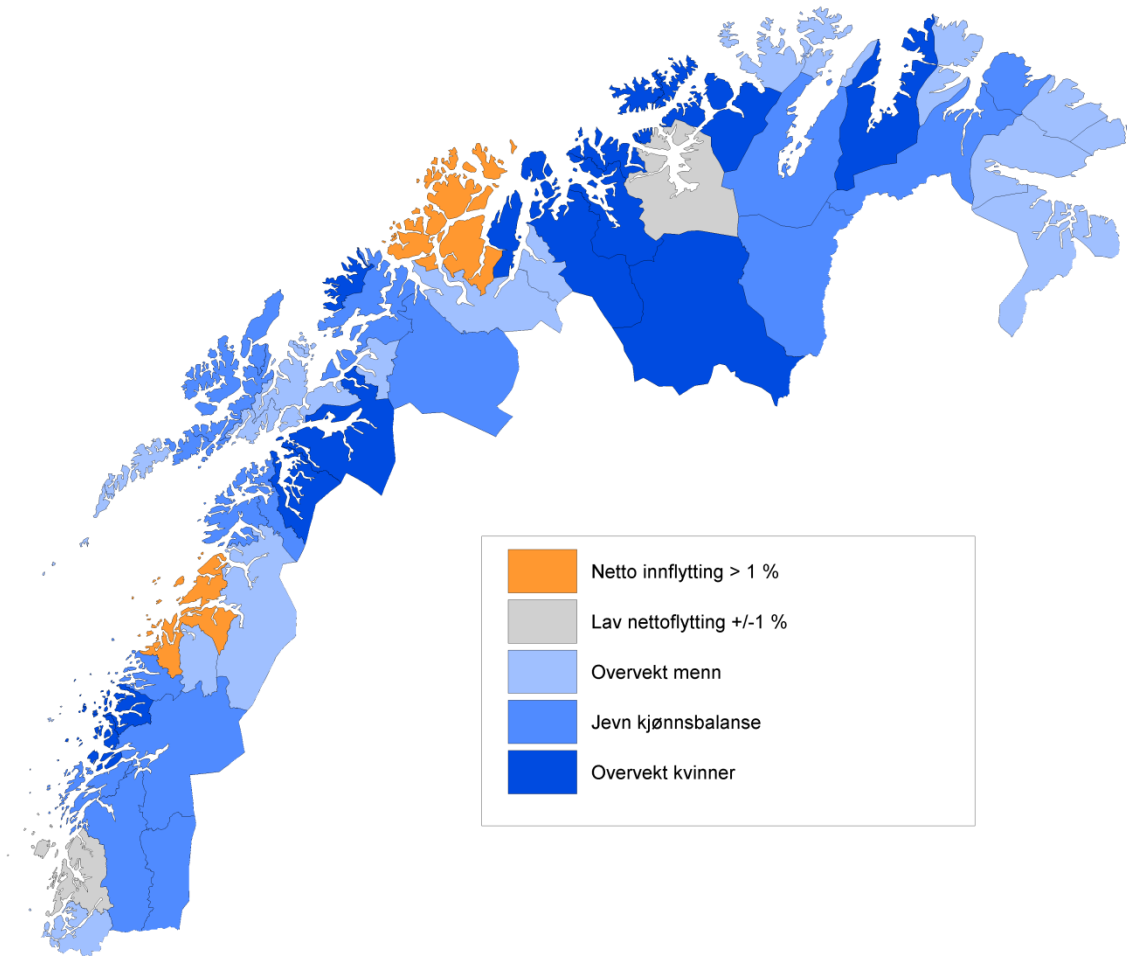 Netto innflytting > 1 %
Lav nettoflytting +/-1 %
Overvekt menn
Jevn kjønnsbalanse
Overvekt kvinner